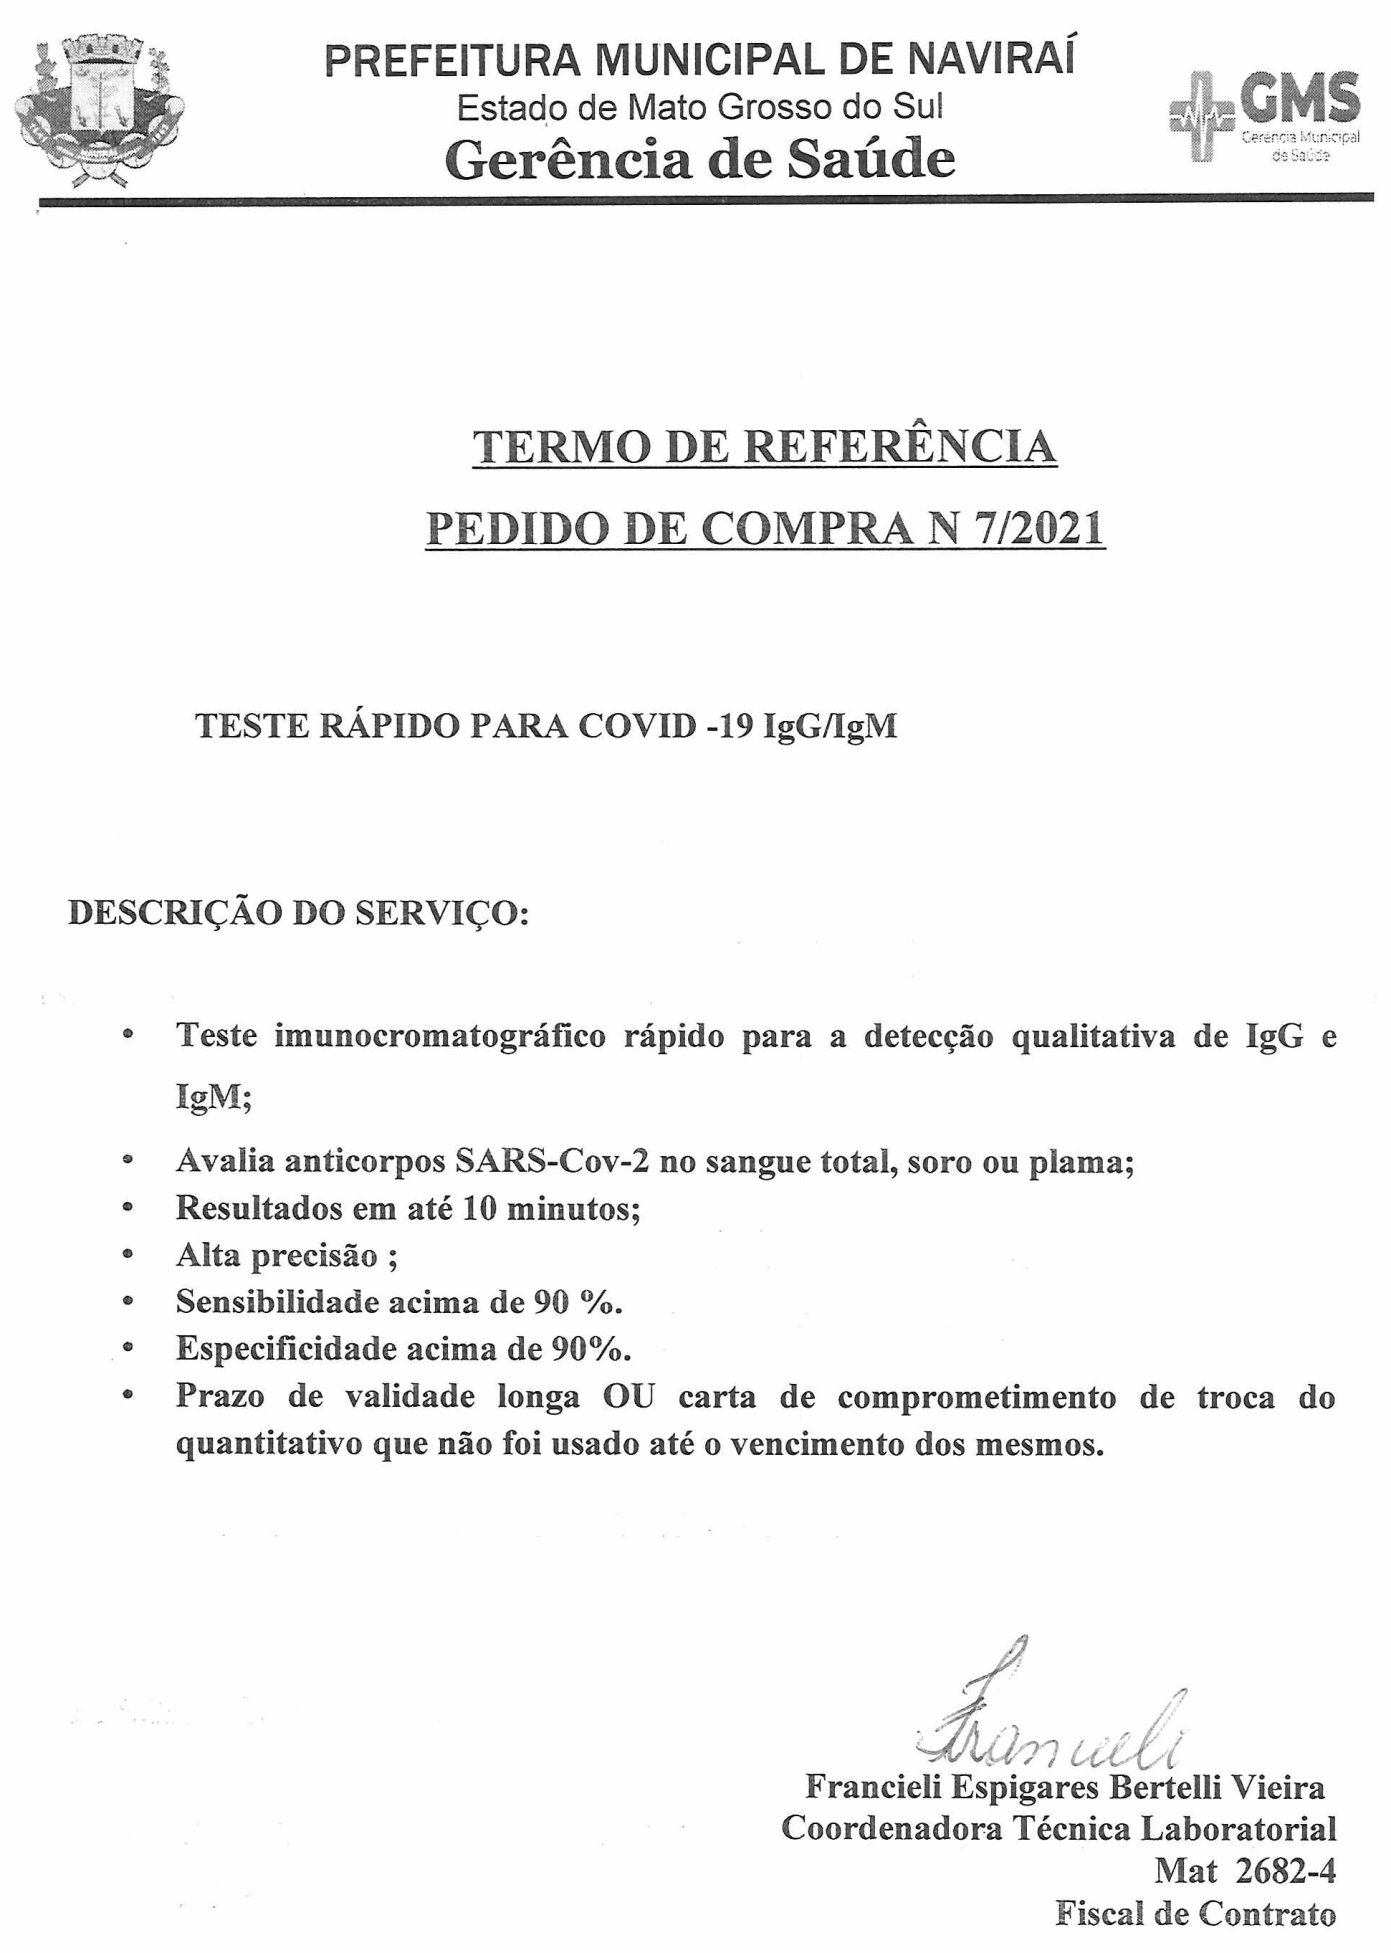 PREFEITURA MUNICIPAL DE NAVIRAÍ
Estado de Mato Grosso do Sul
Gerência de Saúde
GMS
Gerência Municipal
de Saúde
TERMO DE REFERÊNCIA
PEDIDO DE COMPRA N 7/2021
TESTE RÁPIDO PARA COVID -19 IgG/IgM
DESCRIÇÃO DO SERVIÇO:
• Teste imunocromatográfico rápido para a detecção qualitativa de IgG e
IgM;
• Avalia anticorpos SARS-Cov-2 no sangue total, soro ou plama;
• Resultados em até 10 minutos;
• Alta precisão ;
• Sensibilidade acima de 90 %.
• Especificidade acima de 90%.
• Prazo de validade longa OU carta de comprometimento de troca do
quantitativo que não foi usado até o vencimento dos mesmos.
Francieli
Francieli Espigares Bertelli Vieira
Coordenadora Técnica Laboratorial
Mat 2682-4
Fiscal de Contrato